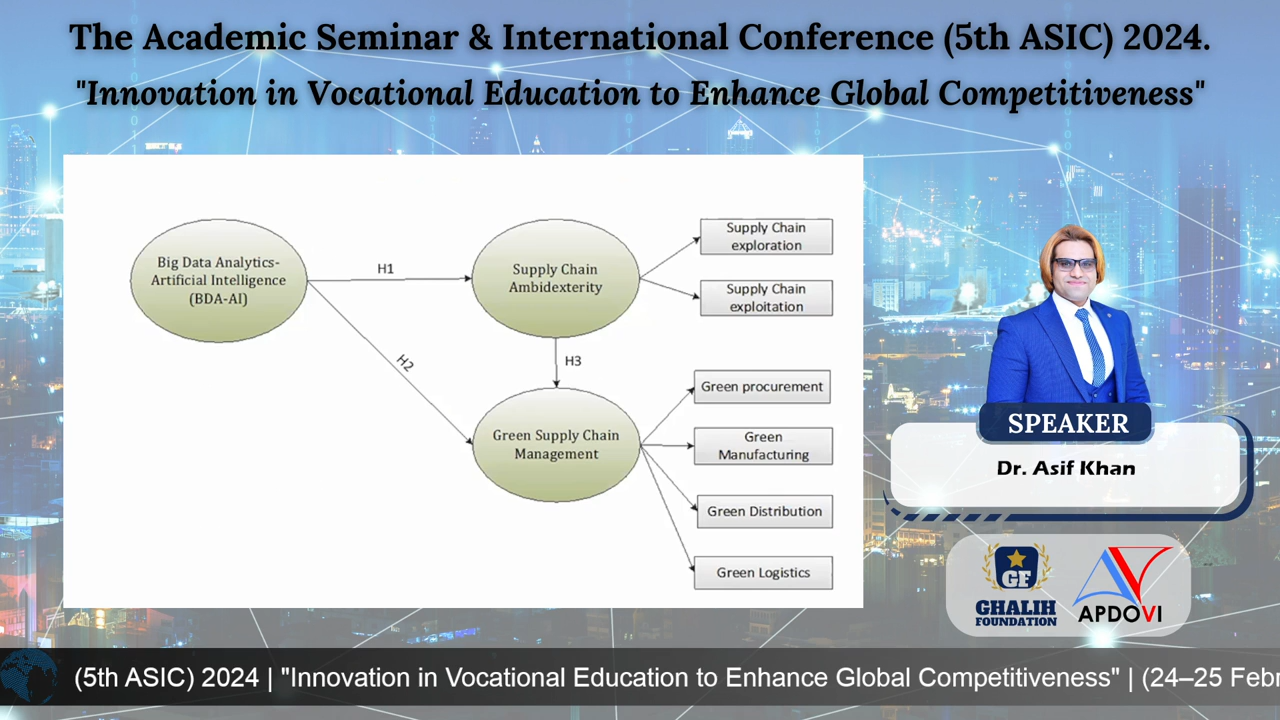 The Academic Seminar & International Conference (5th ASIC) 2024.
"Innovation in Vocational Education to Enhance Global Competitiveness"
Big Data Analytics-
Artificial Intelligence
(BDA-AI)
H1
H2
Supply Chain
Ambidexterity
H3
Green Supply Chain
Management
Supply Chain
exploration
Supply Chain
exploitation
Green procurement
Green
Manufacturing
Green Distribution
Green Logistics
SPEAKER
Dr. Asif Khan
GF
GHALIH
FOUNDATION
APDOVI
(5th ASIC) 2024 | "Innovation in Vocational Education to Enhance Global Competitiveness" | (24–25 Febr